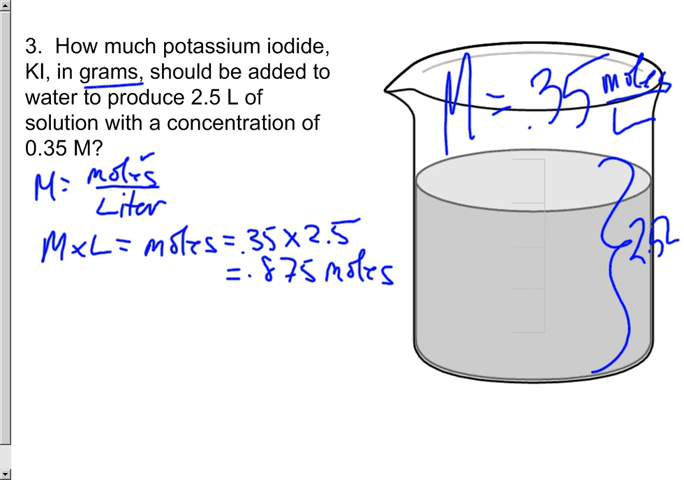 3. How much potassium iodide,
KI, in grams, should be added to
water to produce 2.5 L of
solution with a concentration of
0.35 M?
M = moles
Liter
M x L = moles = .35 x 2.5
= .875 moles
M = .35 moles
L
2.5L